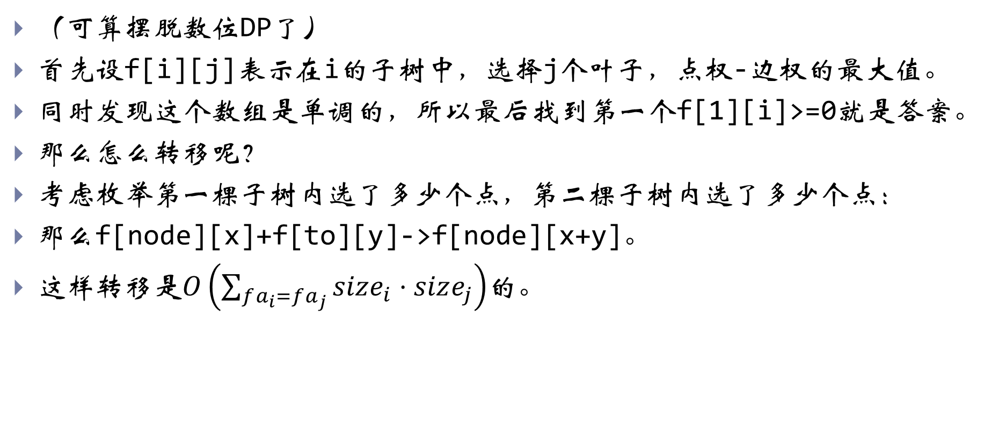 （可算摆脱数位DP了）
首先设f[i][j]表示在i的子树中，选择j个叶子，点权-边权的最大值。
同时发现这个数组是单调的，所以最后找到第一个f[1][i]>=0就是答案。
那么怎么转移呢？
考虑枚举第一棵子树内选了多少个点，第二棵子树内选了多少个点：
那么f[node][x]+f[to][y]->f[node][x+y]。
这样转移是$O\left(\sum_{fa_i=fa_j} size_i \cdot size_j\right)$的。